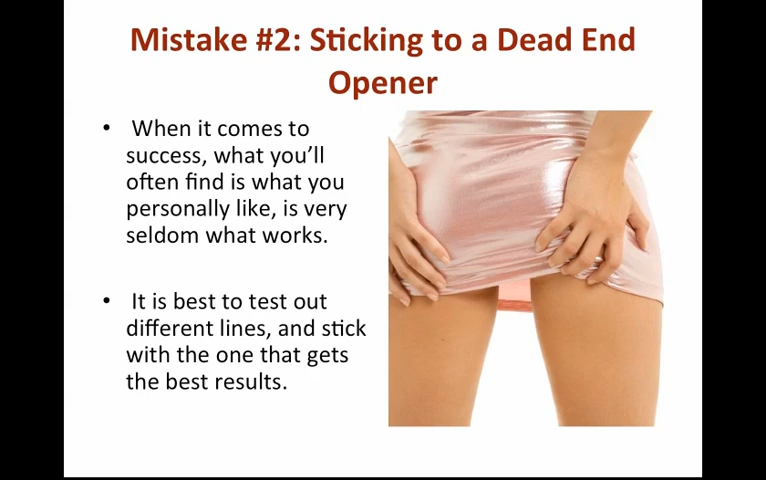 Mistake #2: Sticking to a Dead End
Opener
• When it comes to
success, what you’ll
often find is what you
personally like, is very
seldom what works.
• It is best to test out
different lines, and stick
with the one that gets
the best results.